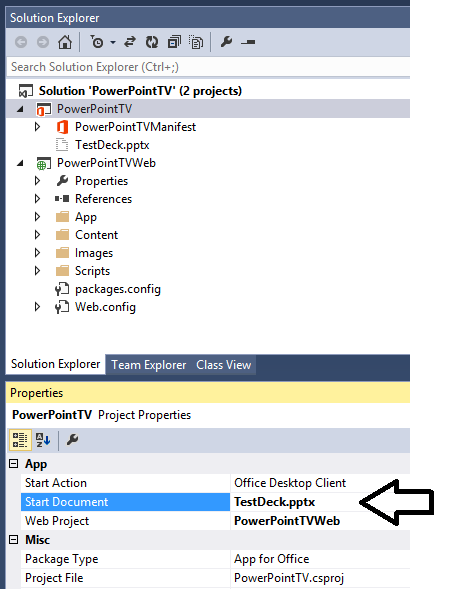 Solution Explorer
Search Solution Explorer (Ctrl+;)
Solution 'PowerPointTV' (2 projects)
PowerPointTV
PowerPointTVManifest
TestDeck.pptx
PowerPointTVWeb
Properties
References
App
Content
Images
Scripts
packages.config
Web.config
Solution Explorer Team Explorer Class View
Properties
PowerPointTV Project Properties
App
Start Action Office Desktop Client
Start Document TestDeck.pptx
Web Project PowerPointTVWeb
Misc
Package Type App for Office
Project File PowerPointTV.csproj